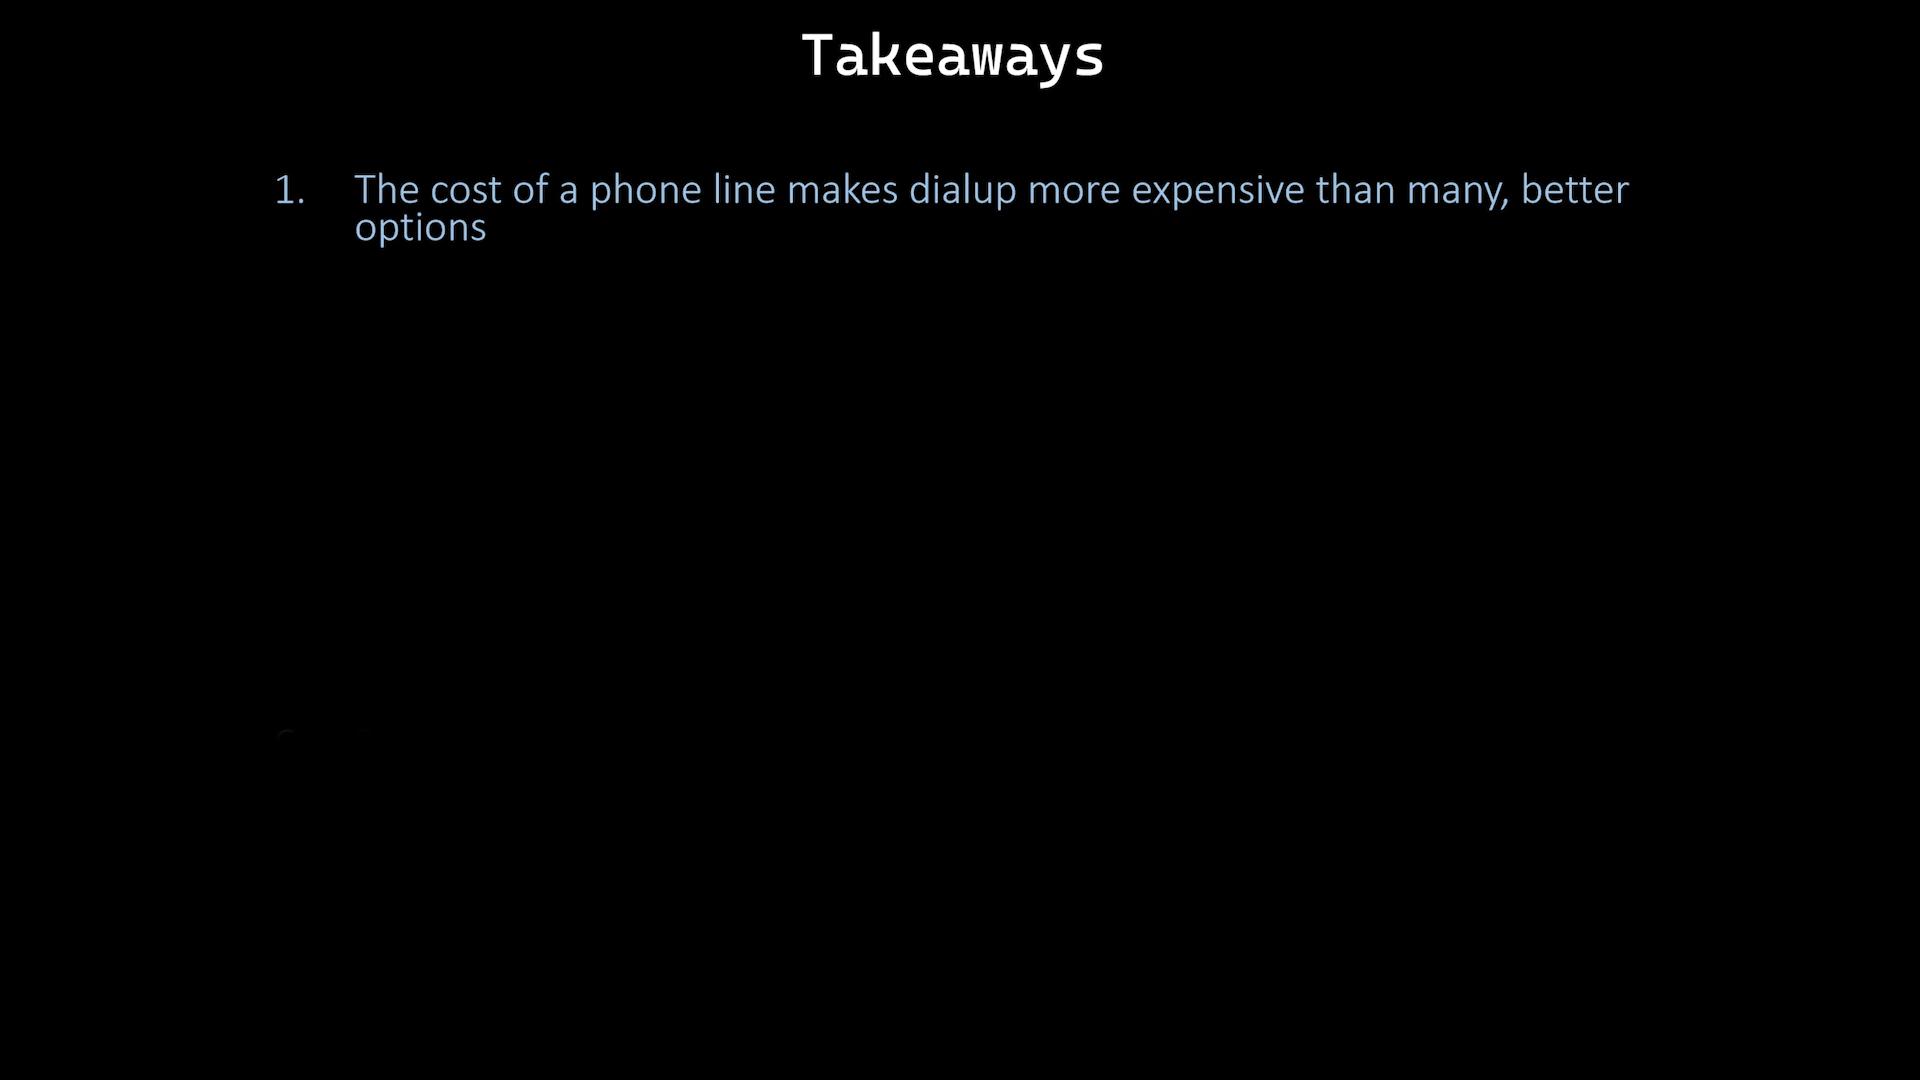 Takeaways
1. The cost of a phone line makes dialup more expensive than many, better
options